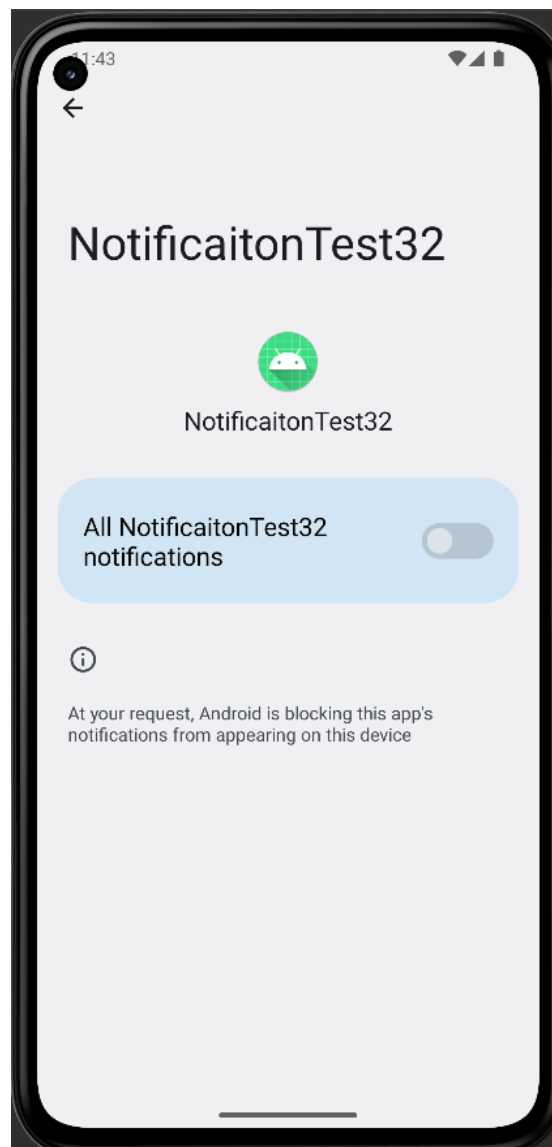 11:43
NotificaitonTest32
NotificaitonTest32
All NotificaitonTest32
notifications
At your request, Android is blocking this app's
notifications from appearing on this device